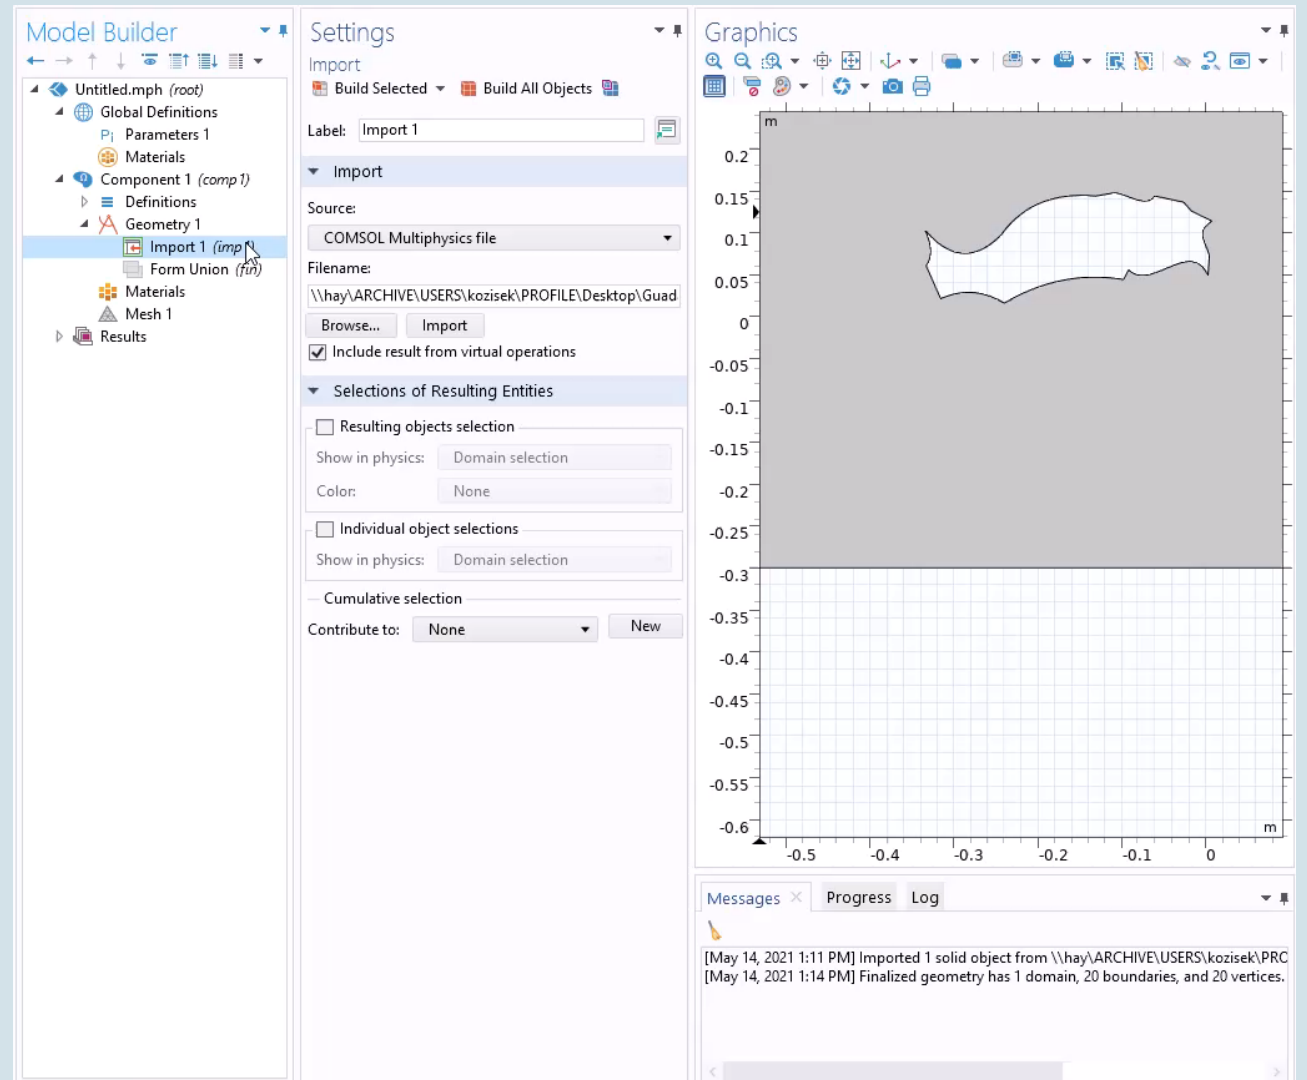 Model Builder
Untitled.mph (root)
Global Definitions
Pi Parameters 1
Materials
Component 1 (comp1)
Definitions
Geometry 1
Import 1 (imp1)
Form Union (fin)
Materials
Mesh 1
Results
Settings
Import
Build Selected
Build All Objects
Label: Import 1
Import
Source:
COMSOL Multiphysics file
Filename:
\\hay\ARCHIVE\USERS\kozisek\PROFILE\Desktop\Guad
Browse...
Import
Include result from virtual operations
Selections of Resulting Entities
Resulting objects selection
Show in physics: Domain selection
Color: None
Individual object selections
Show in physics: Domain selection
Cumulative selection
Contribute to: None
New
Graphics
m
0.2
0.15
0.1
0.05
0
-0.05
-0.1
-0.15
-0.2
-0.25
-0.3
-0.35
-0.4
-0.45
-0.5
-0.55
-0.6
m
-0.5 -0.4 -0.3 -0.2 -0.1 0
Messages Progress Log
[May 14, 2021 1:11 PM] Imported 1 solid object from \\hay\ARCHIVE\USERS\kozisek\PRO
[May 14, 2021 1:14 PM] Finalized geometry has 1 domain, 20 boundaries, and 20 vertices.